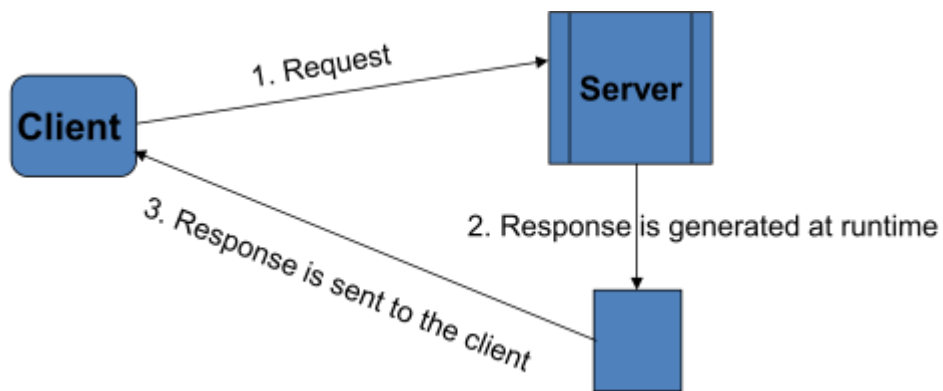 1. Request
Server
Client
2. Response is generated at runtime
3. Response is sent to the client